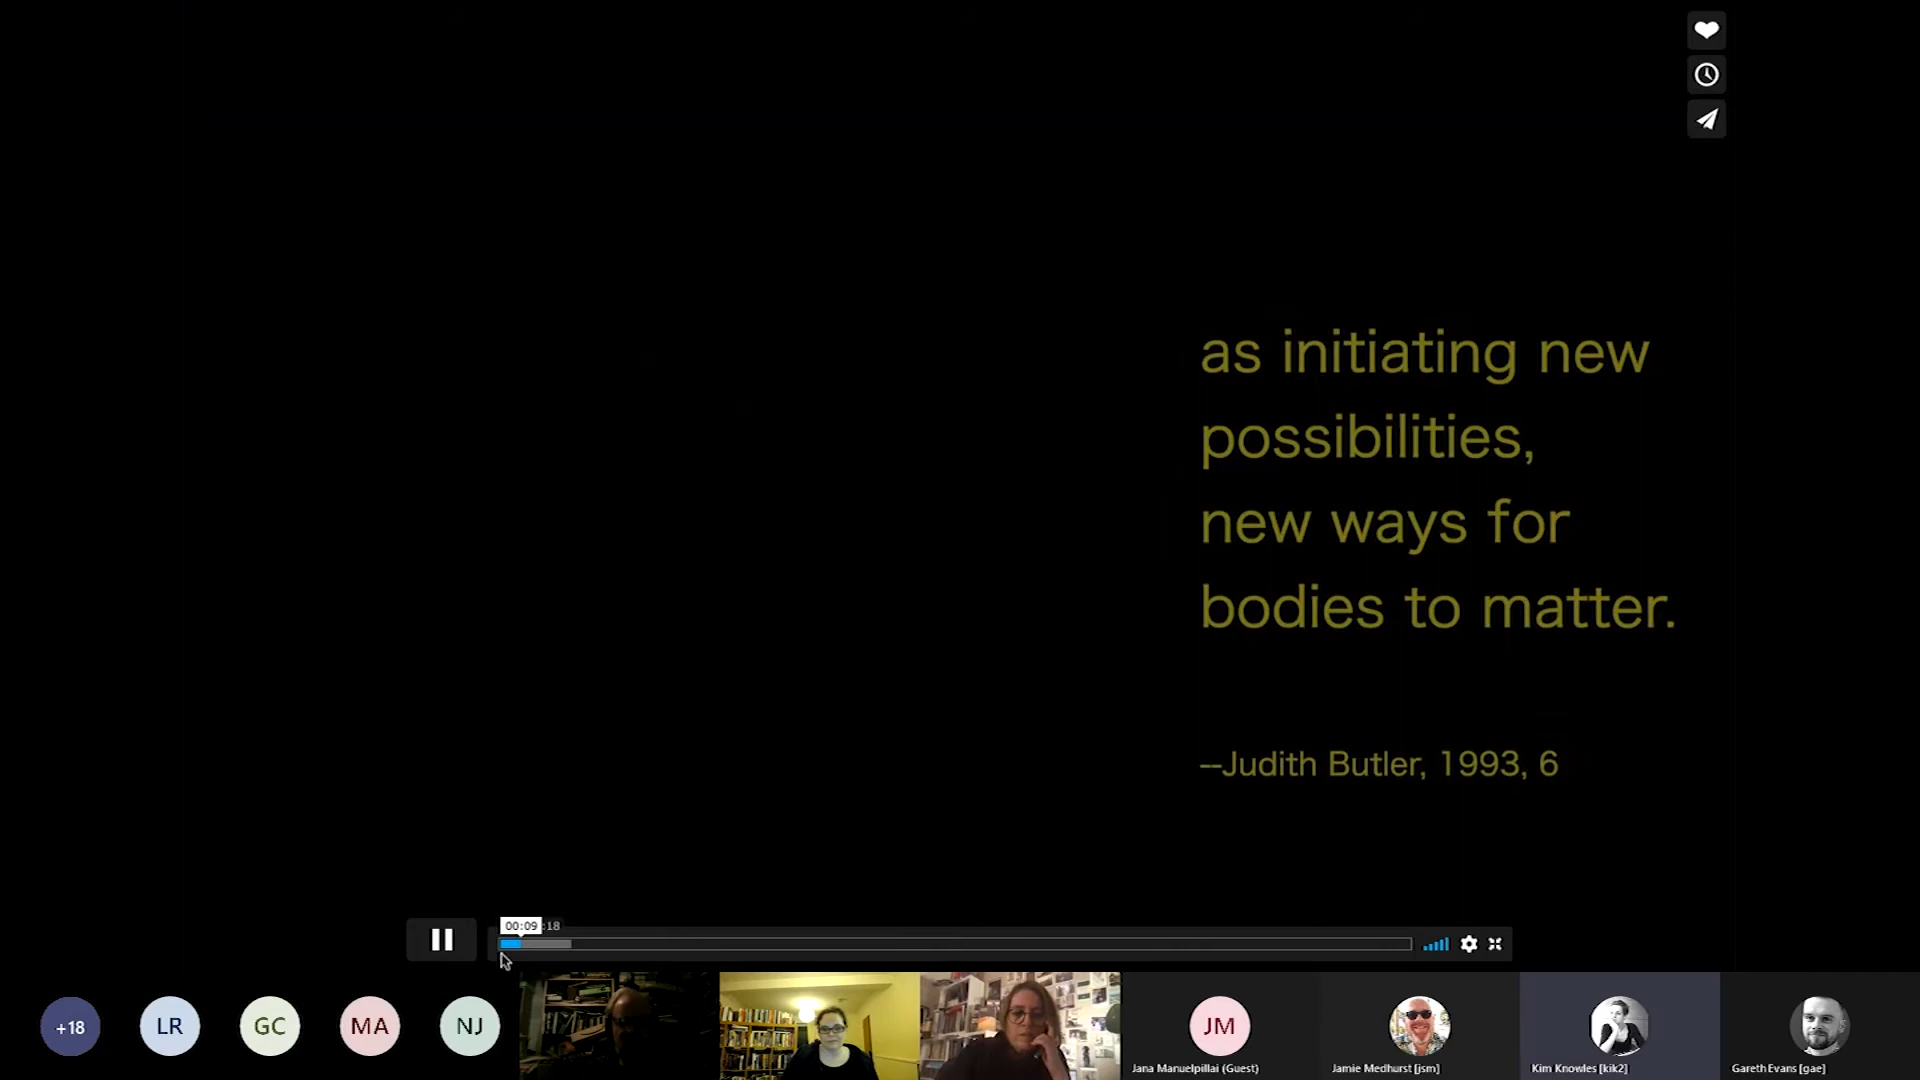 as initiating new
possibilities,
new ways for
bodies to matter.
--Judith Butler, 1993, 6
00:09
:18
+18
LR
GC
MA
NJ
JM
Jana Manuelpillai (Guest)
Jamie Medhurst [jsm]
Kim Knowles [kik2]
Gareth Evans [gae]